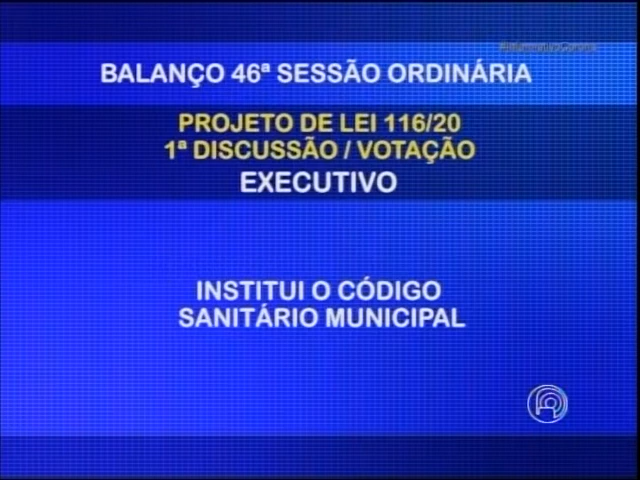 BALANÇO 46ª SESSÃO ORDINÁRIA
PROJETO DE LEI 116/20
1ª DISCUSSÃO / VOTAÇÃO
EXECUTIVO
INSTITUI O CÓDIGO
SANITÁRIO MUNICIPAL